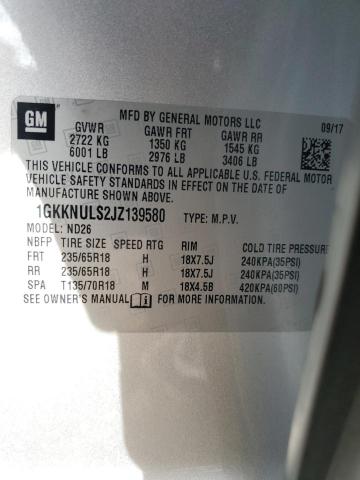 GM
MFD BY GENERAL MOTORS LLC
09/17
GVWR GAWR FRT GAWR RR
2722 KG 1350 KG 1545 KG
6001 LB 2976 LB 3406 LB
THIS VEHICLE CONFORMS TO ALL APPLICABLE U.S. FEDERAL MOTOR
VEHICLE SAFETY STANDARDS IN EFFECT ON THE DATE OF
MANUFACTURE SHOWN ABOVE.
1GKKNULS2JZ139580 TYPE: M.P.V.
MODEL: ND26
NBFP TIRE SIZE SPEED RTG RIM COLD TIRE PRESSURE
FRT 235/65R18 H 18X7.5J 240KPA(35PSI)
RR 235/65R18 H 18X7.5J 240KPA(35PSI)
SPA T135/70R18 M 18X4.5B 420KPA(60PSI)
SEE OWNER'S MANUAL FOR MORE INFORMATION.